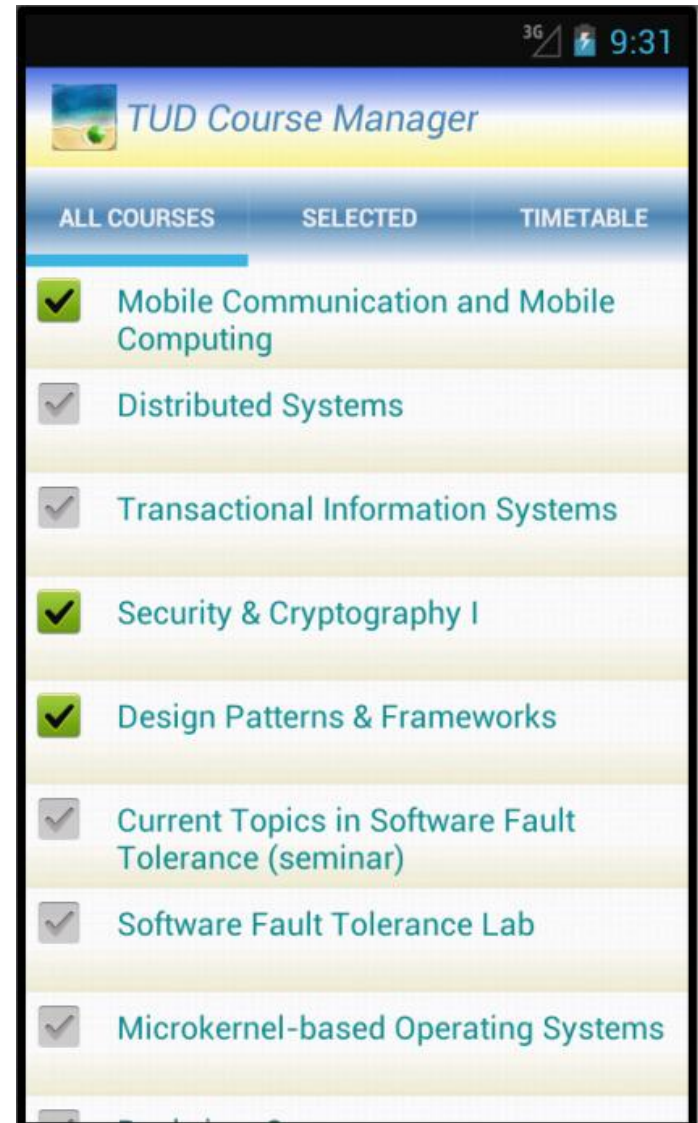 3G 9:31
TUD Course Manager
ALL COURSES SELECTED TIMETABLE
Mobile Communication and Mobile
Computing
Distributed Systems
Transactional Information Systems
Security & Cryptography I
Design Patterns & Frameworks
Current Topics in Software Fault
Tolerance (seminar)
Software Fault Tolerance Lab
Microkernel-based Operating Systems